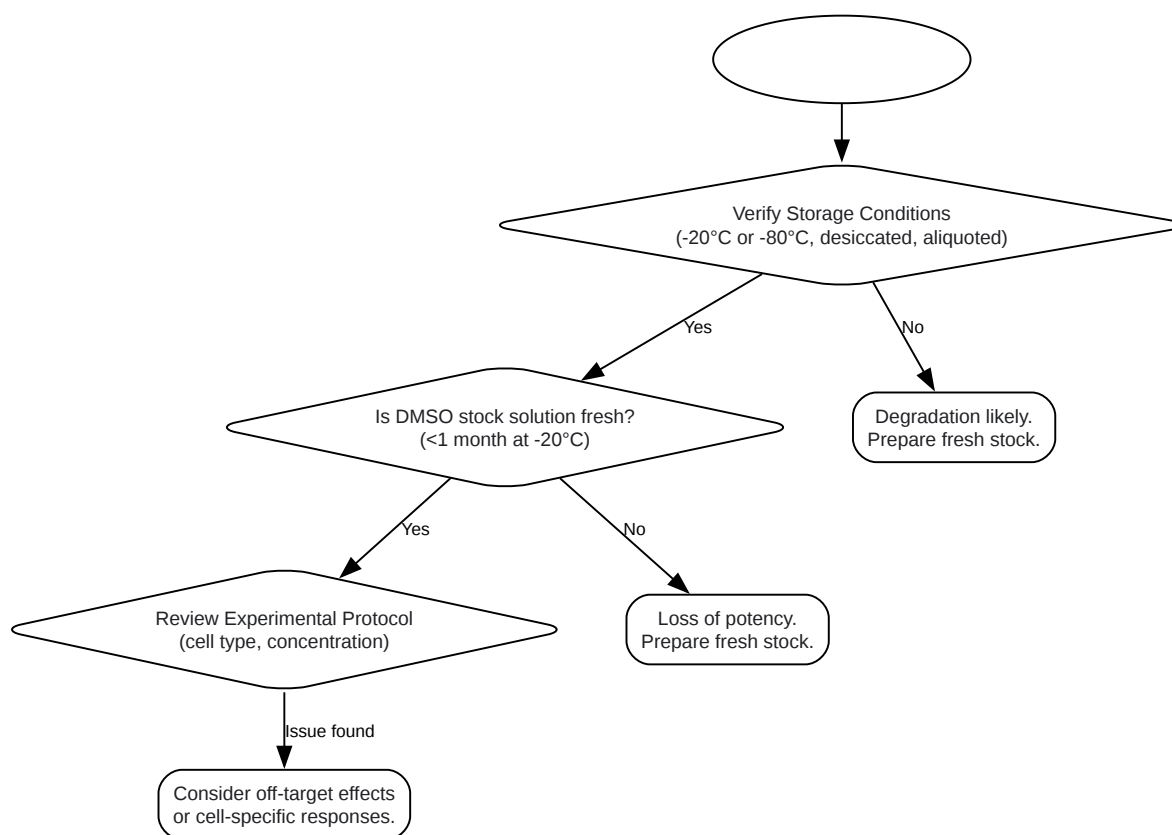 Verify Storage Conditions
(-20°C or -80°C, desiccated, aliquoted)
Yes
No
Is DMSO stock solution fresh?
(<1 month at -20°C)
Degradation likely.
Prepare fresh stock.
Yes
No
Review Experimental Protocol
(cell type, concentration)
Loss of potency.
Prepare fresh stock.
Issue found
Consider off-target effects
or cell-specific responses.